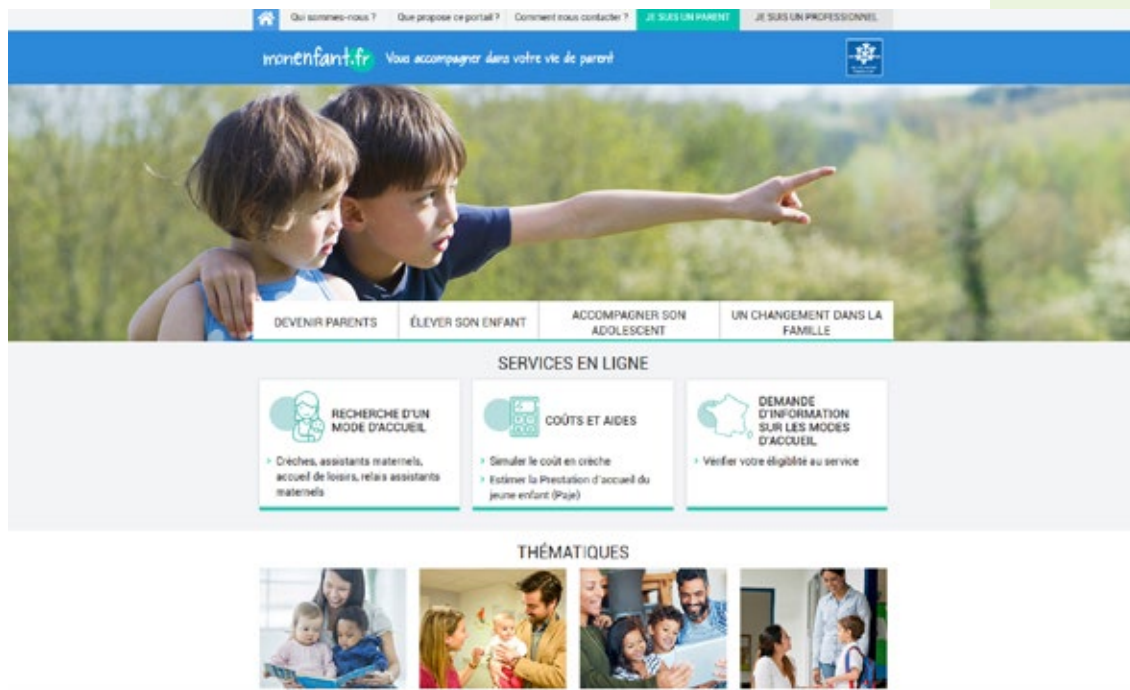 Qui sommes-nous ?
Que propose ce portail ?
Comment nous contacter ?
JE SUIS UN PARENT
JE SUIS UN PROFESSIONNEL
monenfant.fr
Vous accompagner dans votre vie de parent
DEVENIR PARENTS
ÉLEVER SON ENFANT
ACCOMPAGNER SON
ADOLESCENT
UN CHANGEMENT DANS LA
FAMILLE
SERVICES EN LIGNE
RECHERCHE D'UN
MODE D'ACCUEIL
Crèches, assistants maternels,
accueil de loisirs, relais assistants
maternels
COÛTS ET AIDES
Simuler le coût en crèche
Estimer la Prestation d'accueil du
jeune enfant (Paje)
DEMANDE
D'INFORMATION
SUR LES MODES
D'ACCUEIL
Vérifier votre éligiblité au service
THÉMATIQUES